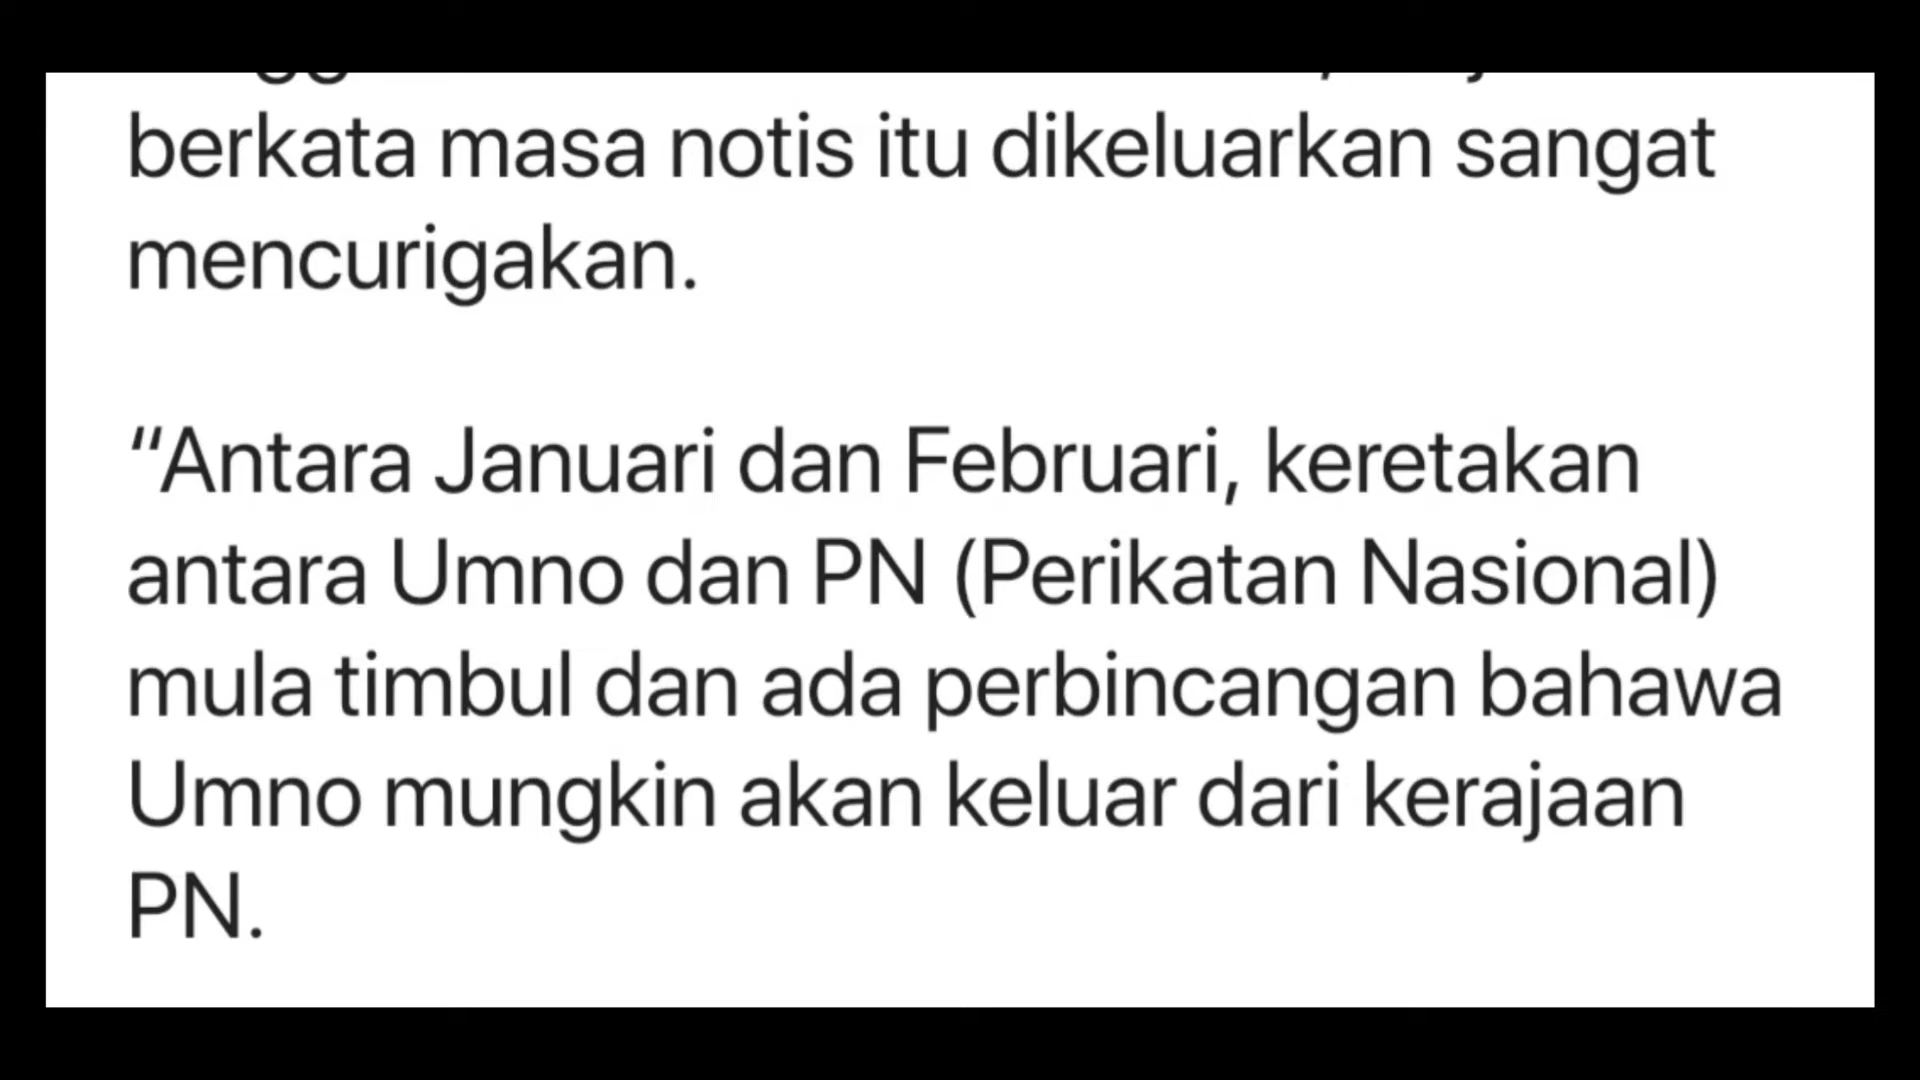 berkata masa notis itu dikeluarkan sangat
mencurigakan.
“Antara Januari dan Februari, keretakan
antara Umno dan PN (Perikatan Nasional)
mula timbul dan ada perbincangan bahawa
Umno mungkin akan keluar dari kerajaan
PN.